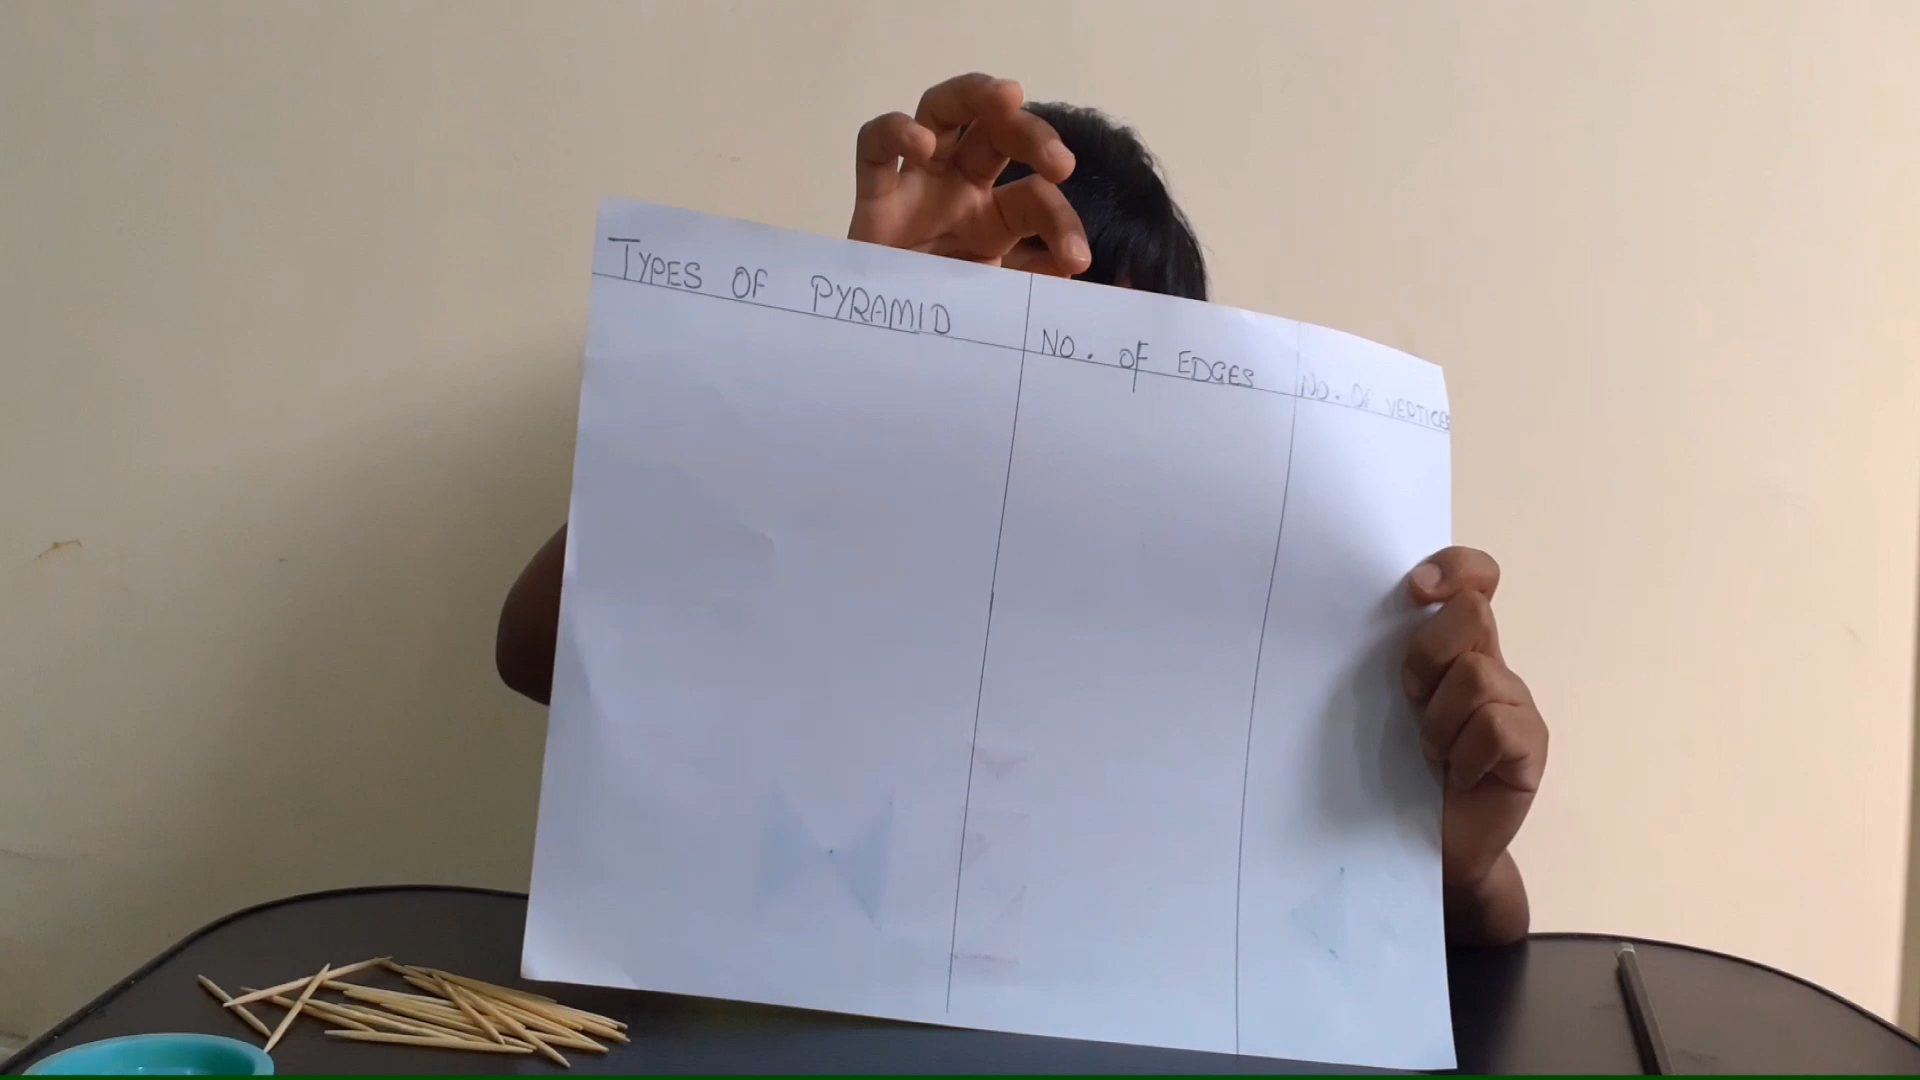 TYPES OF PYRAMID
NO. OF EDGES
NO. OF VERTICES